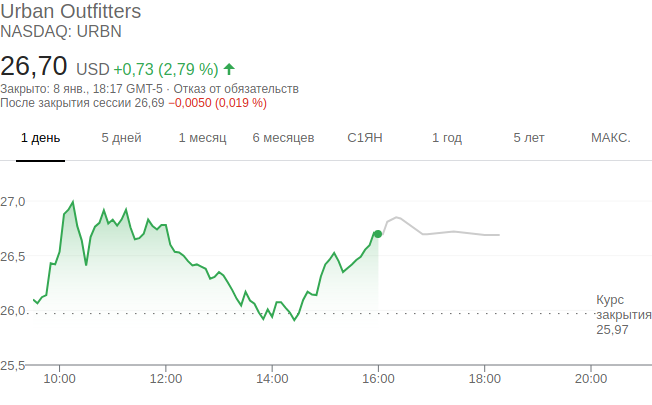 Urban Outfitters
NASDAQ: URBN
26,70 USD +0,73 (2,79 %)
Закрыто: 8 янв., 18:17 GMT-5 · Отказ от обязательств
После закрытия сессии 26,69 −0,0050 (0,019 %)
1 день 5 дней 1 месяц 6 месяцев С1ЯН 1 год 5 лет МАКС.
27,0
26,5
26,0
Курс
закрытия
25,97
25,5
10:00 12:00 14:00 16:00 18:00 20:00